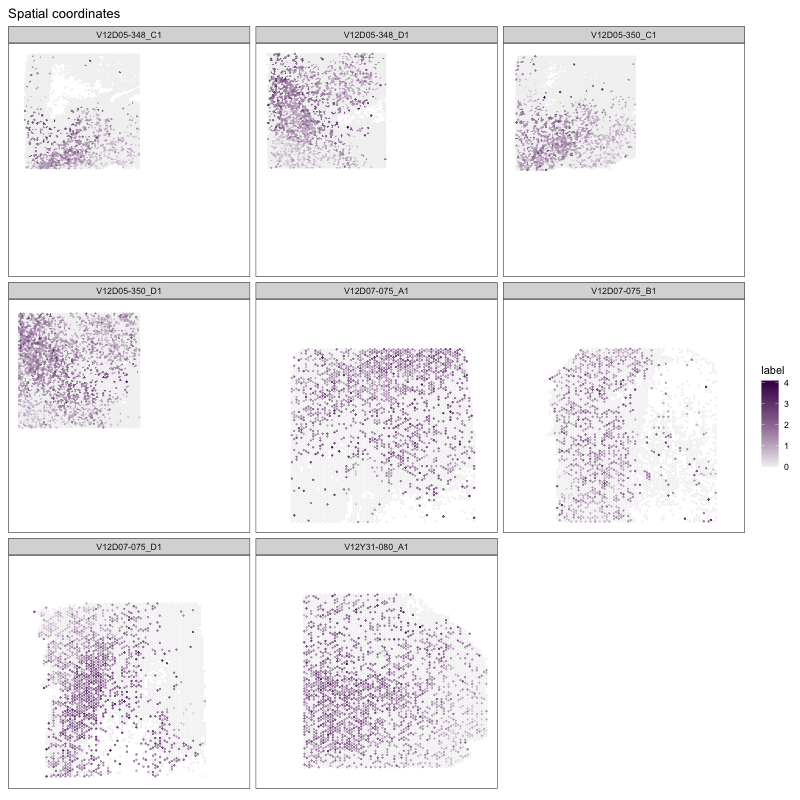 Spatial coordinates
V12D05-348_C1
V12D05-348_D1
V12D05-350_C1
V12D05-350_D1
V12D07-075_A1
V12D07-075_B1
label
4
3
2
1
0
V12D07-075_D1
V12Y31-080_A1